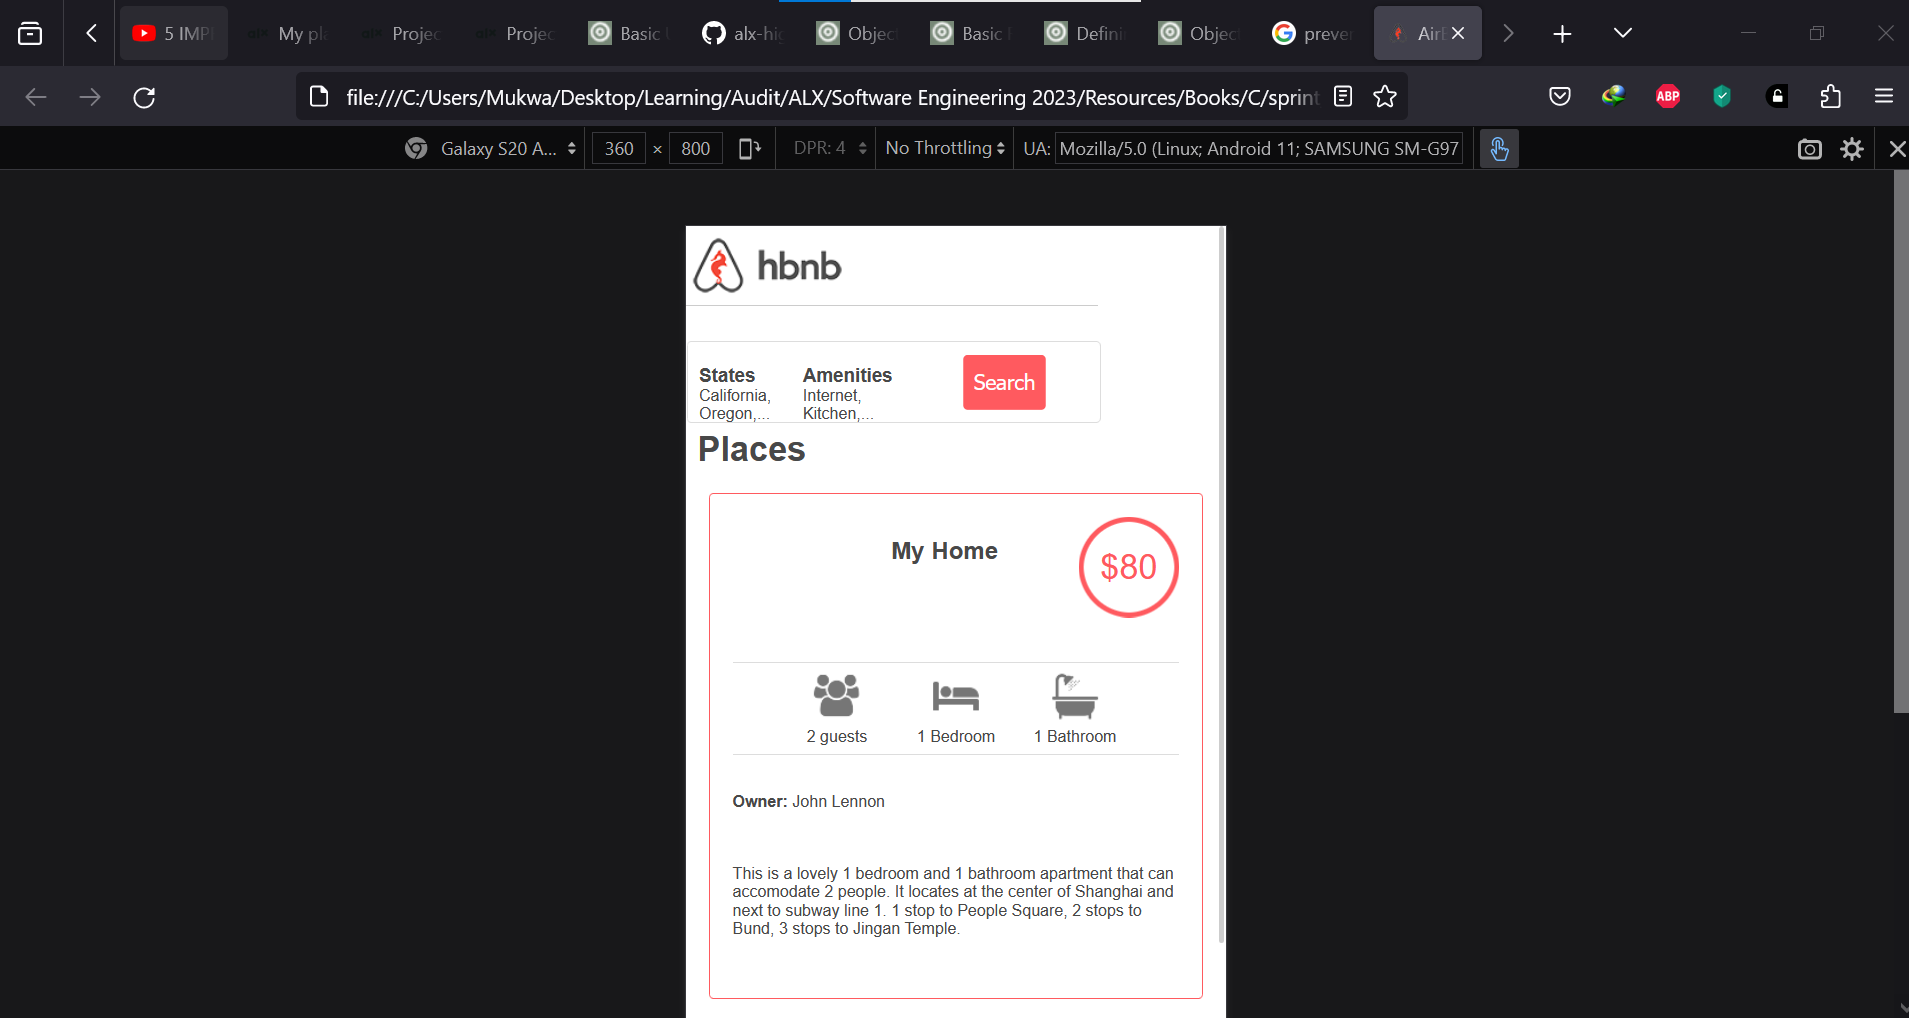 5 IMP
My pl
Projec
Projec
Basic
alx-hig
Objec
Basic
Defini
Objec
prever
Air
file:///C:/Users/Mukwa/Desktop/Learning/Audit/ALX/Software Engineering 2023/Resources/Books/C/sprint
ABP
Galaxy S20 A... 360 × 800 DPR: 4 No Throttling UA: Mozilla/5.0 (Linux; Android 11; SAMSUNG SM-G97
hbnb
States
California,
Oregon,...
Amenities
Internet,
Kitchen,...
Search
Places
My Home
$80
2 guests
1 Bedroom
1 Bathroom
Owner: John Lennon
This is a lovely 1 bedroom and 1 bathroom apartment that can
accomodate 2 people. It locates at the center of Shanghai and
next to subway line 1. 1 stop to People Square, 2 stops to
Bund, 3 stops to Jingan Temple.